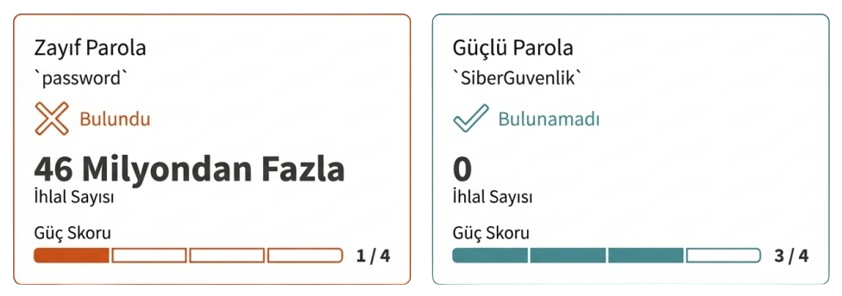 Zayıf Parola
`password`
Bulundu
46 Milyondan Fazla
İhlal Sayısı
Güç Skoru
1 / 4
Güçlü Parola
`SiberGuvenlik`
Bulunamadı
0
İhlal Sayısı
Güç Skoru
3 / 4